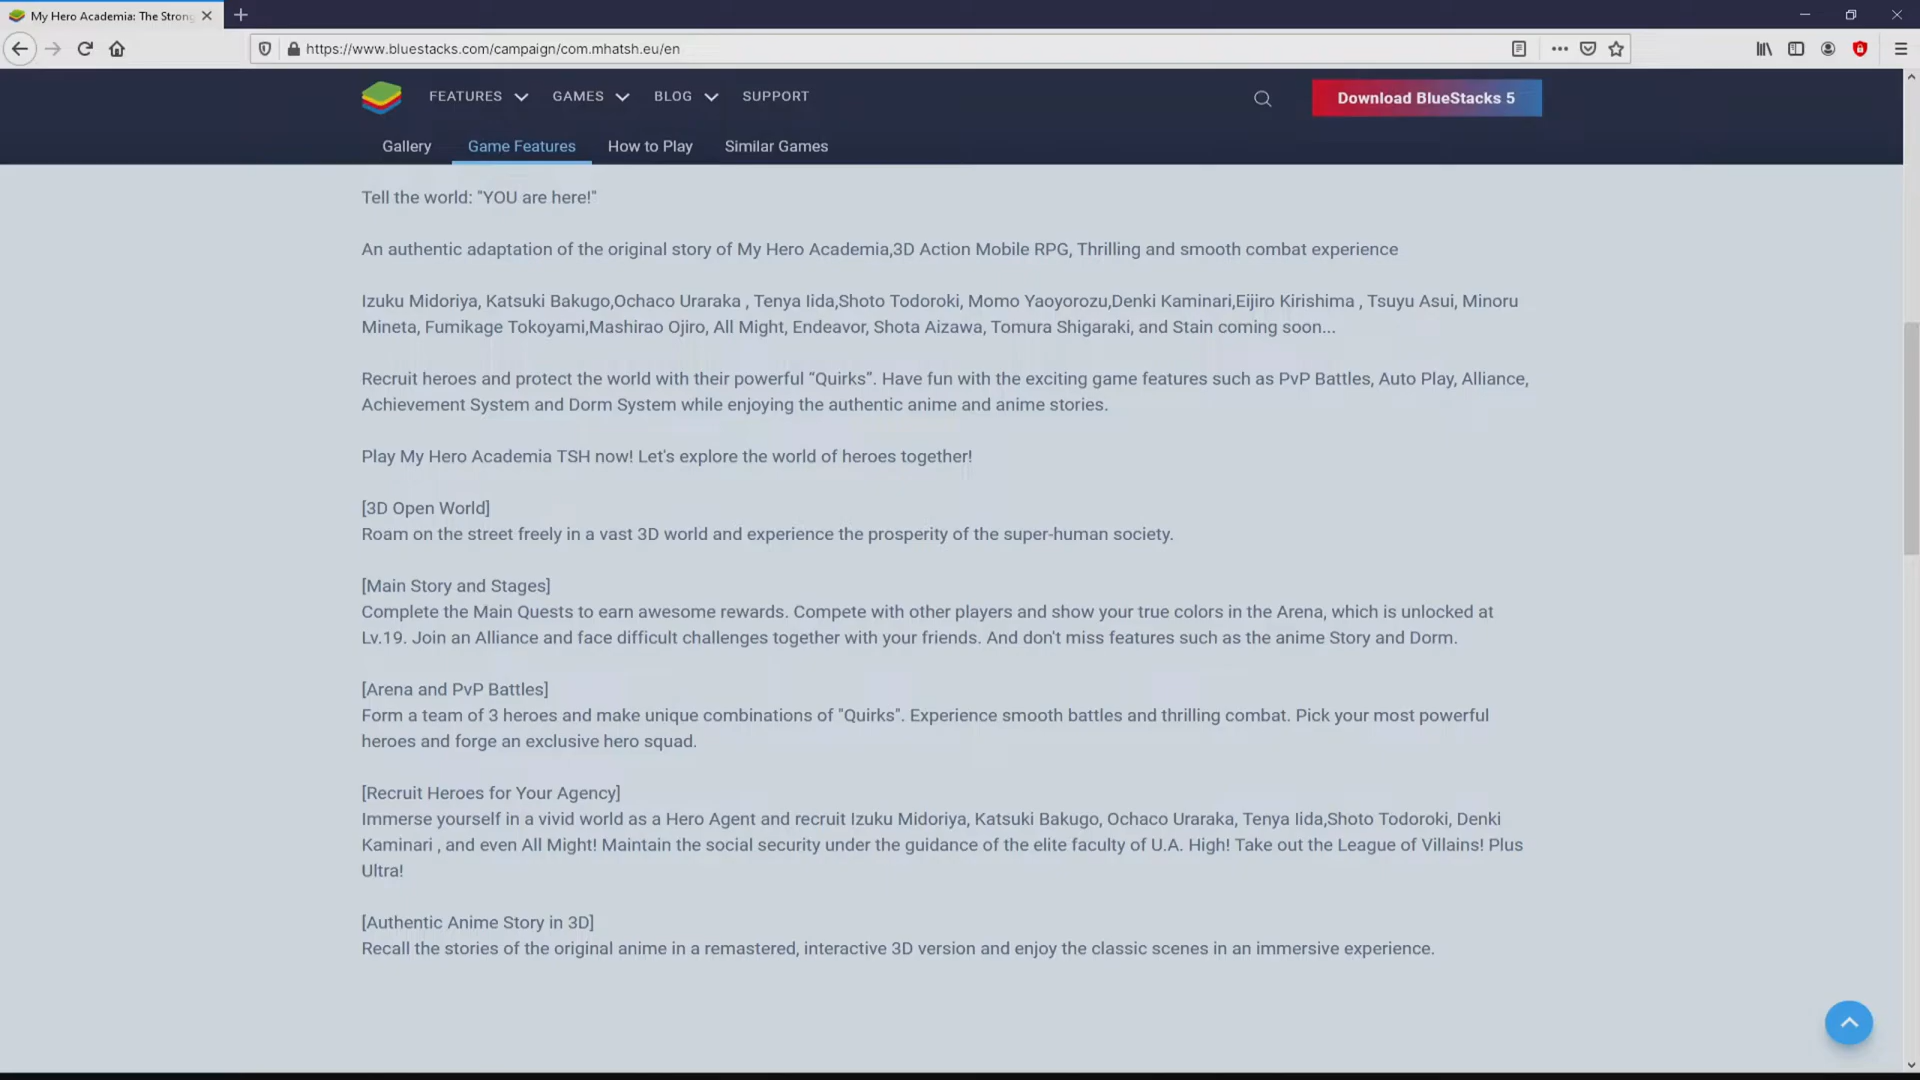 My Hero Academia: The Strong
https://www.bluestacks.com/campaign/com.mhatsh.eu/en
FEATURES GAMES BLOG SUPPORT
Download BlueStacks 5
Gallery Game Features How to Play Similar Games
Tell the world: "YOU are here!"
An authentic adaptation of the original story of My Hero Academia,3D Action Mobile RPG, Thrilling and smooth combat experience
Izuku Midoriya, Katsuki Bakugo,Ochaco Uraraka , Tenya Iida,Shoto Todoroki, Momo Yaoyorozu,Denki Kaminari,Eijiro Kirishima , Tsuyu Asui, Minoru
Mineta, Fumikage Tokoyami,Mashirao Ojiro, All Might, Endeavor, Shota Aizawa, Tomura Shigaraki, and Stain coming soon...
Recruit heroes and protect the world with their powerful “Quirks”. Have fun with the exciting game features such as PvP Battles, Auto Play, Alliance,
Achievement System and Dorm System while enjoying the authentic anime and anime stories.
Play My Hero Academia TSH now! Let's explore the world of heroes together!
[3D Open World]
Roam on the street freely in a vast 3D world and experience the prosperity of the super-human society.
[Main Story and Stages]
Complete the Main Quests to earn awesome rewards. Compete with other players and show your true colors in the Arena, which is unlocked at
Lv.19. Join an Alliance and face difficult challenges together with your friends. And don't miss features such as the anime Story and Dorm.
[Arena and PvP Battles]
Form a team of 3 heroes and make unique combinations of "Quirks". Experience smooth battles and thrilling combat. Pick your most powerful
heroes and forge an exclusive hero squad.
[Recruit Heroes for Your Agency]
Immerse yourself in a vivid world as a Hero Agent and recruit Izuku Midoriya, Katsuki Bakugo, Ochaco Uraraka, Tenya Iida,Shoto Todoroki, Denki
Kaminari , and even All Might! Maintain the social security under the guidance of the elite faculty of U.A. High! Take out the League of Villains! Plus
Ultra!
[Authentic Anime Story in 3D]
Recall the stories of the original anime in a remastered, interactive 3D version and enjoy the classic scenes in an immersive experience.